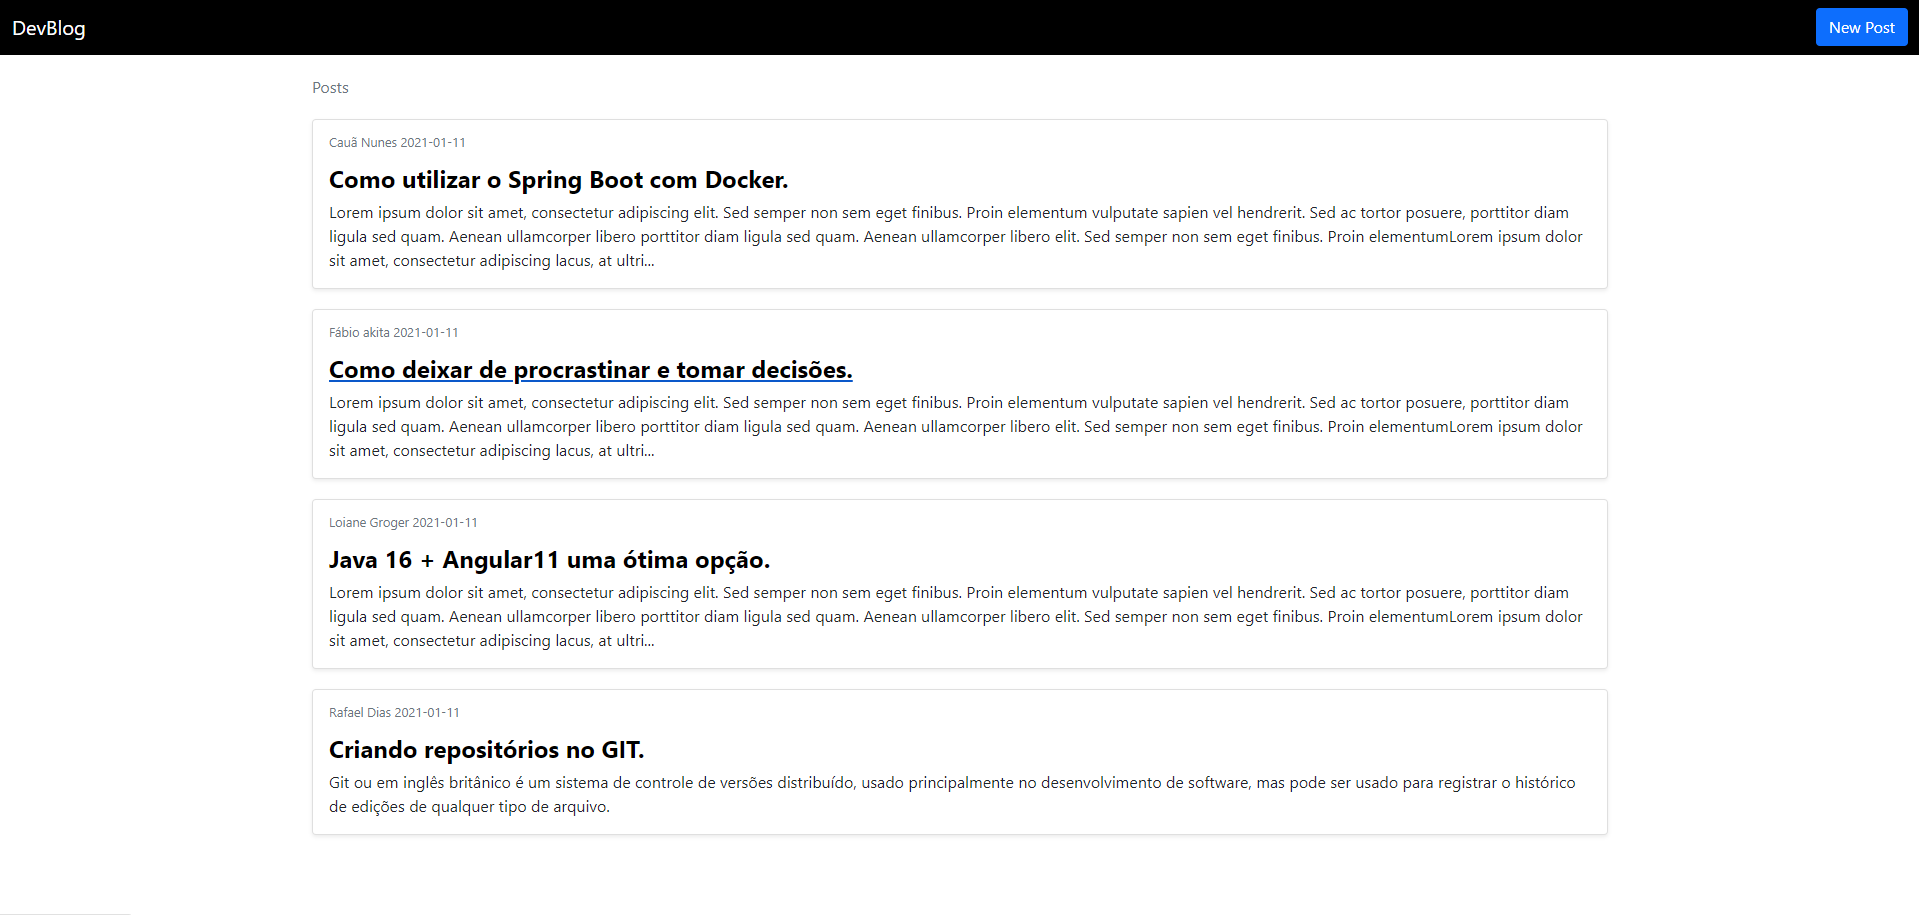 DevBlog
New Post
Posts
Cauã Nunes 2021-01-11
Como utilizar o Spring Boot com Docker.
Lorem ipsum dolor sit amet, consectetur adipiscing elit. Sed semper non sem eget finibus. Proin elementum vulputate sapien vel hendrerit. Sed ac tortor posuere, porttitor diam
ligula sed quam. Aenean ullamcorper libero porttitor diam ligula sed quam. Aenean ullamcorper libero elit. Sed semper non sem eget finibus. Proin elementumLorem ipsum dolor
sit amet, consectetur adipiscing lacus, at ultri...
Fábio akita 2021-01-11
Como deixar de procrastinar e tomar decisões.
Lorem ipsum dolor sit amet, consectetur adipiscing elit. Sed semper non sem eget finibus. Proin elementum vulputate sapien vel hendrerit. Sed ac tortor posuere, porttitor diam
ligula sed quam. Aenean ullamcorper libero porttitor diam ligula sed quam. Aenean ullamcorper libero elit. Sed semper non sem eget finibus. Proin elementumLorem ipsum dolor
sit amet, consectetur adipiscing lacus, at ultri...
Loiane Groger 2021-01-11
Java 16 + Angular11 uma ótima opção.
Lorem ipsum dolor sit amet, consectetur adipiscing elit. Sed semper non sem eget finibus. Proin elementum vulputate sapien vel hendrerit. Sed ac tortor posuere, porttitor diam
ligula sed quam. Aenean ullamcorper libero porttitor diam ligula sed quam. Aenean ullamcorper libero elit. Sed semper non sem eget finibus. Proin elementumLorem ipsum dolor
sit amet, consectetur adipiscing lacus, at ultri...
Rafael Dias 2021-01-11
Criando repositórios no GIT.
Git ou em inglês britânico é um sistema de controle de versões distribuído, usado principalmente no desenvolvimento de software, mas pode ser usado para registrar o histórico
de edições de qualquer tipo de arquivo.